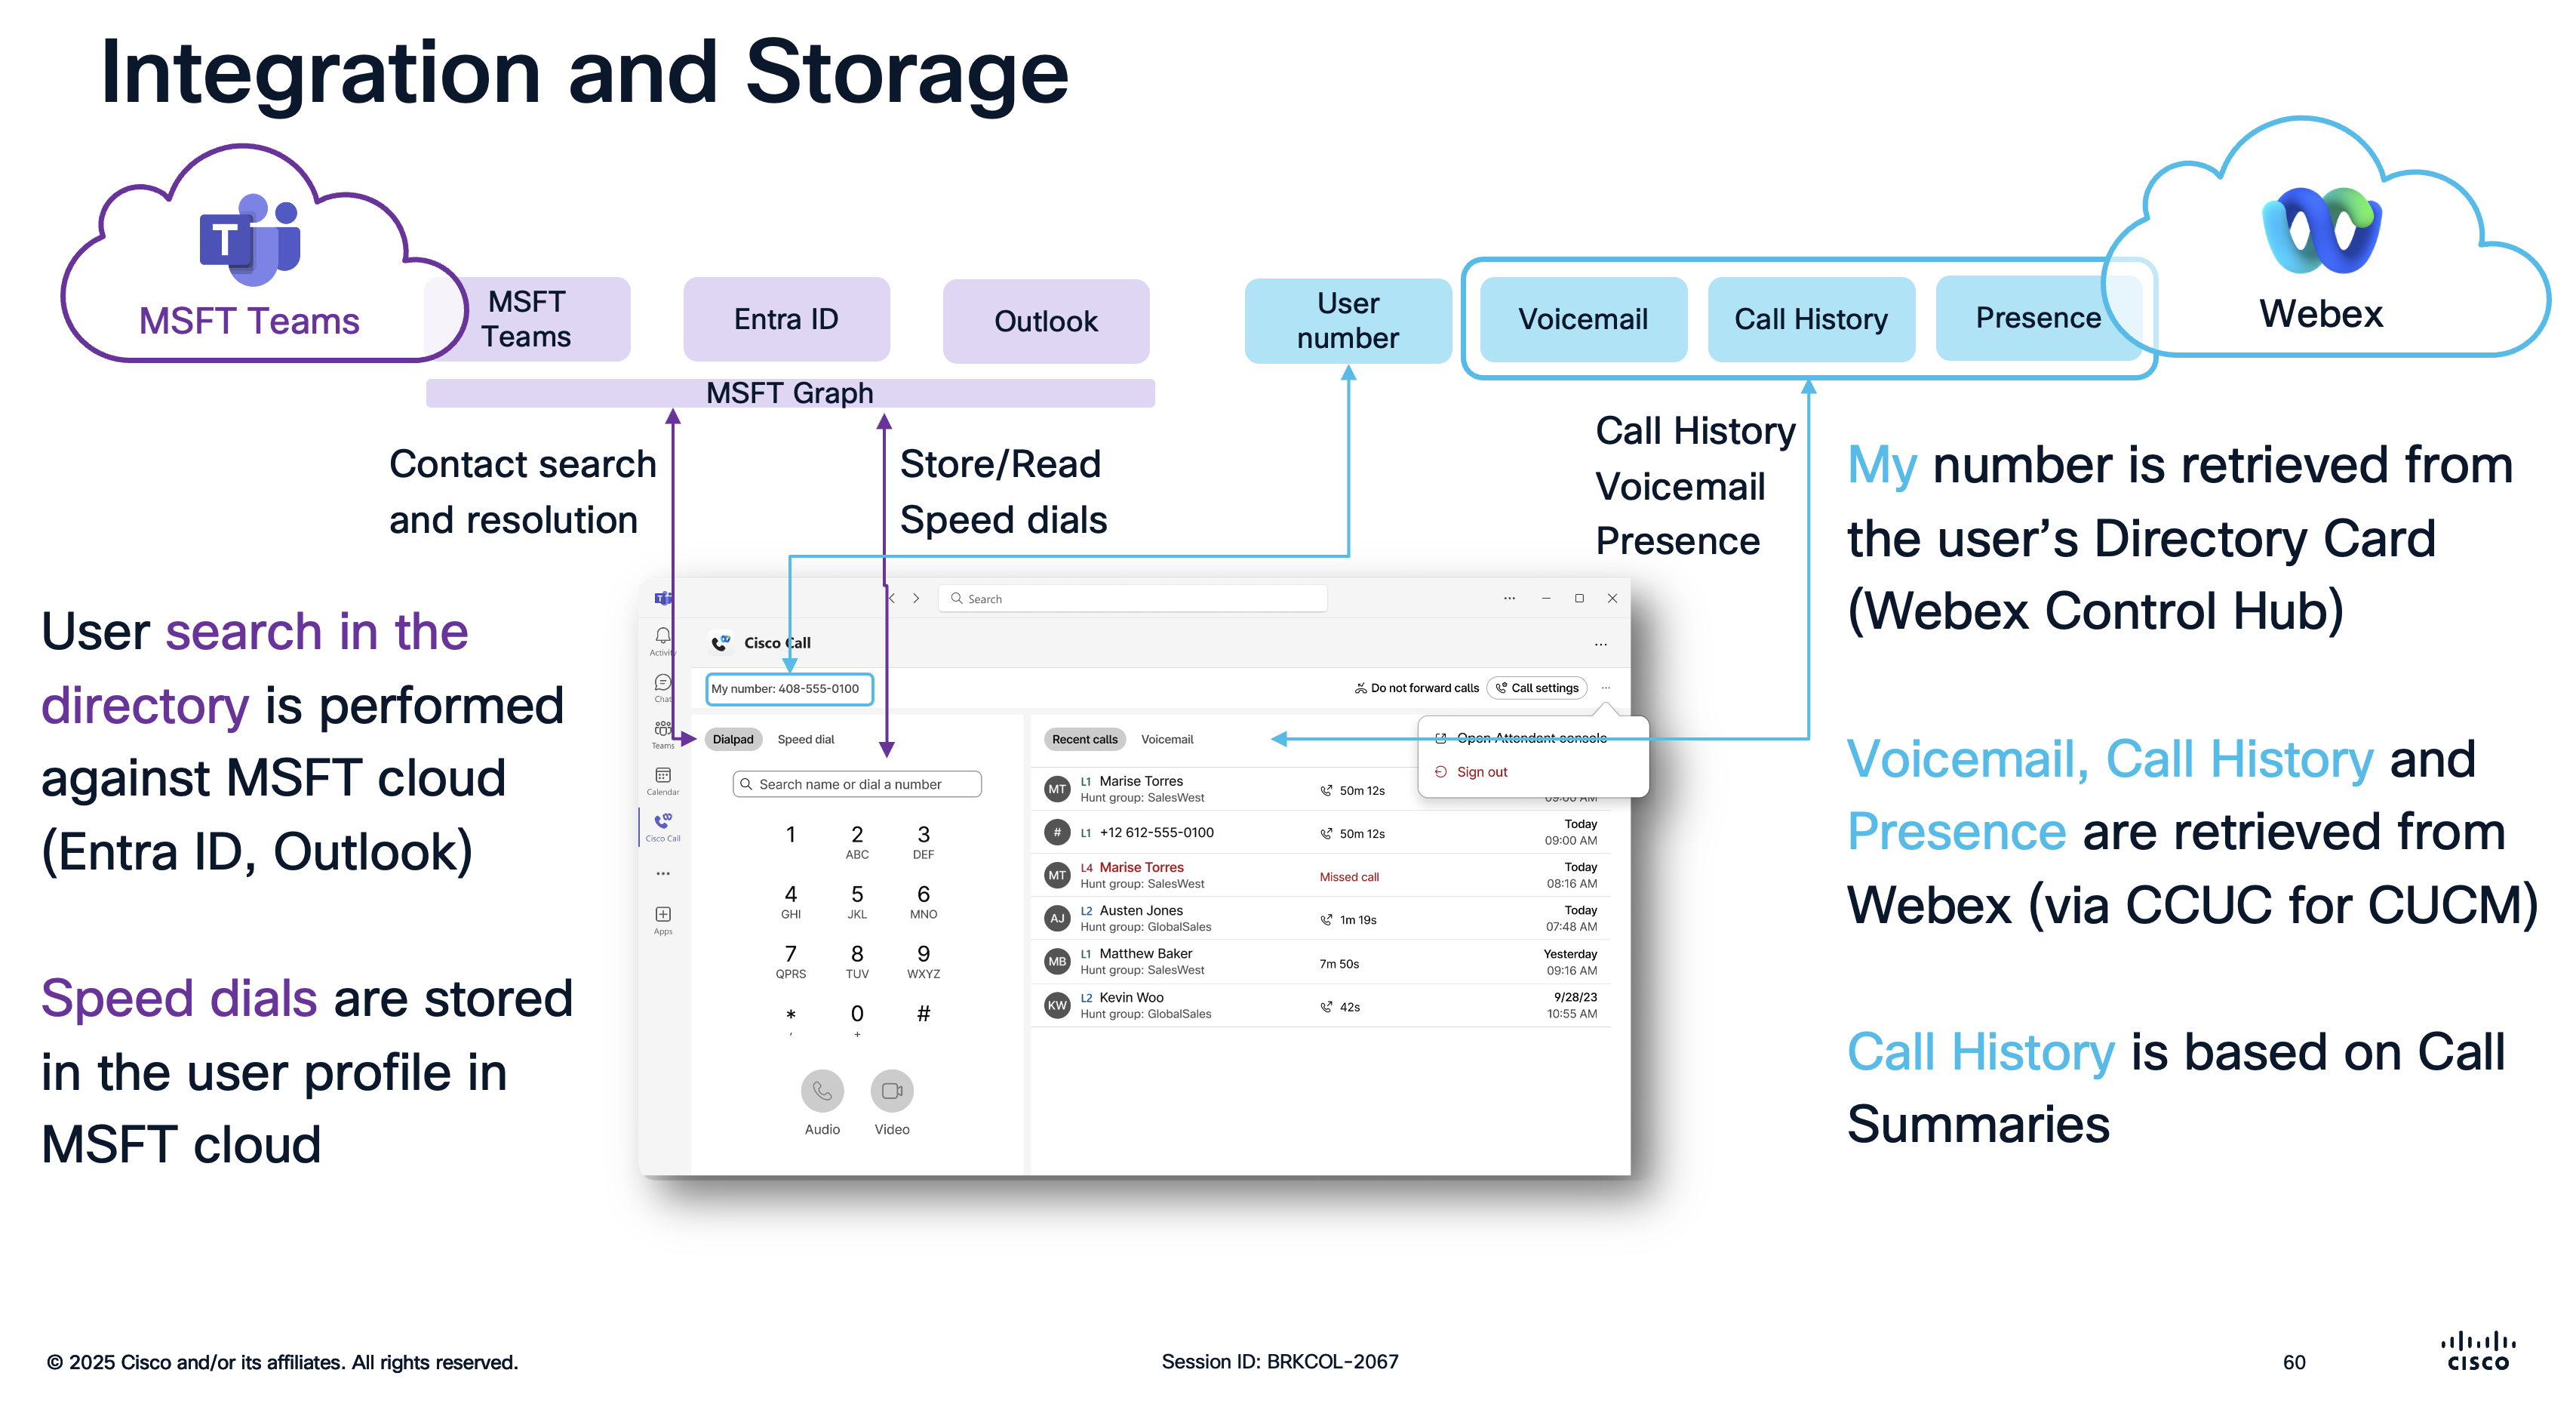 Integration and Storage
MSFT Teams
MSFT
Teams
Entra ID
Outlook
MSFT Graph
User
number
Voicemail
Call History
Presence
Webex
Contact search
and resolution
Store/Read
Speed dials
Call History
Voicemail
Presence
User search in the
directory is performed
against MSFT cloud
(Entra ID, Outlook)
Speed dials are stored
in the user profile in
MSFT cloud
My number is retrieved from
the user’s Directory Card
(Webex Control Hub)
Voicemail, Call History and
Presence are retrieved from
Webex (via CCUC for CUCM)
Call History is based on Call
Summaries
Search
Activity
Chat
Teams
Calendar
Cisco Call
Apps
Cisco Call
My number: 408-555-0100
Do not forward calls
Call settings
Open Attendant console
Sign out
Dialpad
Speed dial
Search name or dial a number
1
2
ABC
3
DEF
4
GHI
5
JKL
6
MNO
7
QPRS
8
TUV
9
WXYZ
*
,
0
+
#
Audio
Video
Recent calls
Voicemail
MT
L1 Marise Torres
Hunt group: SalesWest
50m 12s
09:00 AM
#
L1 +12 612-555-0100
50m 12s
Today
09:00 AM
MT
L4 Marise Torres
Hunt group: SalesWest
Missed call
Today
08:16 AM
AJ
L2 Austen Jones
Hunt group: GlobalSales
1m 19s
Today
07:48 AM
MB
L1 Matthew Baker
Hunt group: SalesWest
7m 50s
Yesterday
09:16 AM
KW
L2 Kevin Woo
Hunt group: GlobalSales
42s
9/28/23
10:55 AM
© 2025 Cisco and/or its affiliates. All rights reserved.
Session ID: BRKCOL-2067
60
CISCO